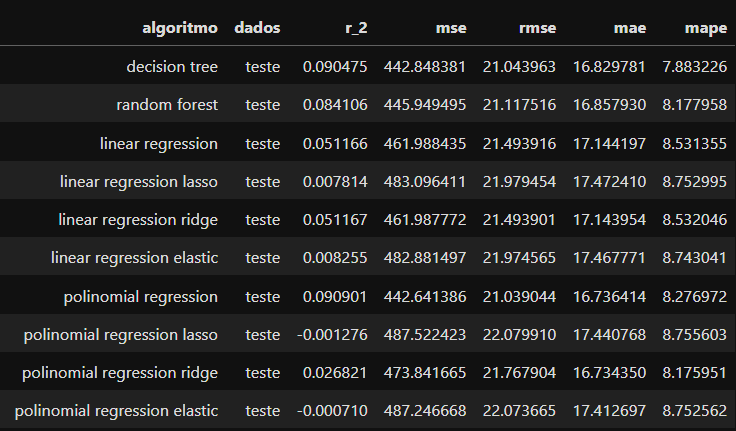 algoritmo dados r_2 mse rmse mae mape
decision tree teste 0.090475 442.848381 21.043963 16.829781 7.883226
random forest teste 0.084106 445.949495 21.117516 16.857930 8.177958
linear regression teste 0.051166 461.988435 21.493916 17.144197 8.531355
linear regression lasso teste 0.007814 483.096411 21.979454 17.472410 8.752995
linear regression ridge teste 0.051167 461.987772 21.493901 17.143954 8.532046
linear regression elastic teste 0.008255 482.881497 21.974565 17.467771 8.743041
polinomial regression teste 0.090901 442.641386 21.039044 16.736414 8.276972
polinomial regression lasso teste -0.001276 487.522423 22.079910 17.440768 8.755603
polinomial regression ridge teste 0.026821 473.841665 21.767904 16.734350 8.175951
polinomial regression elastic teste -0.000710 487.246668 22.073665 17.412697 8.752562